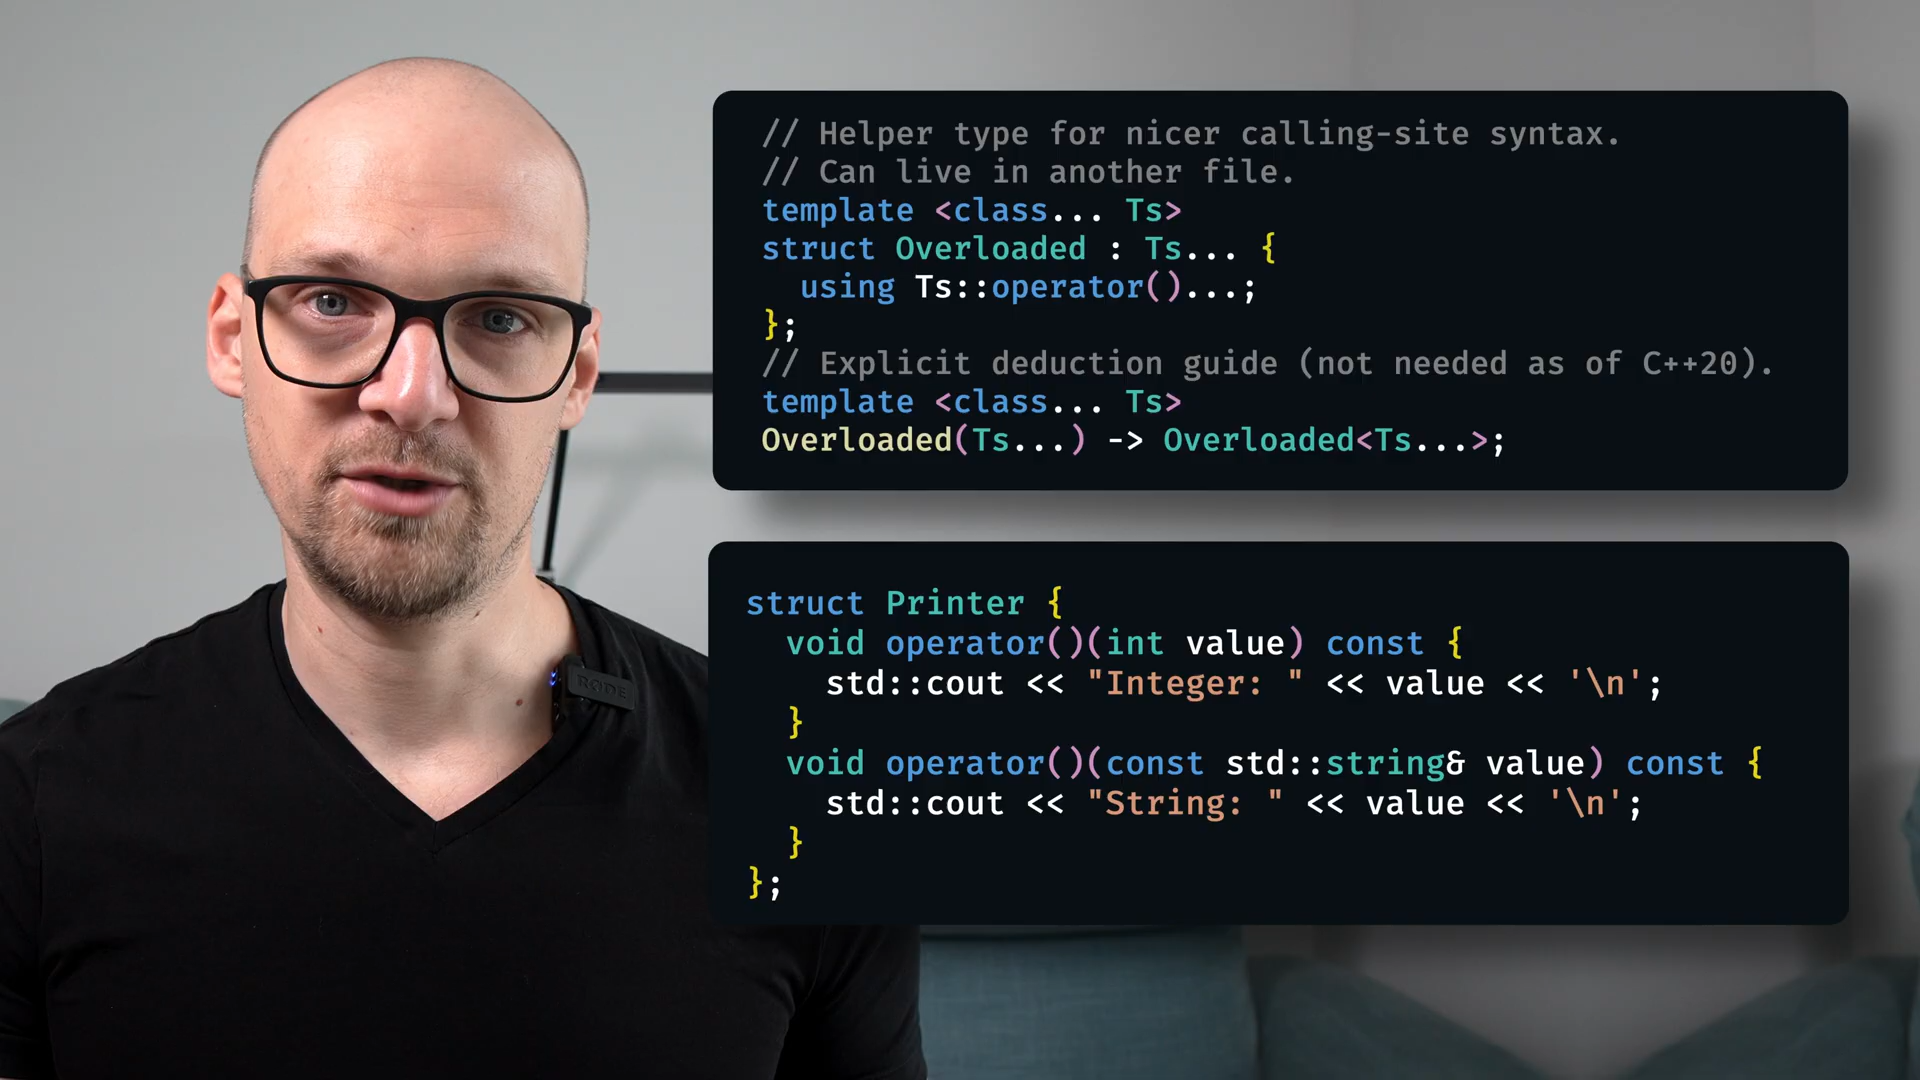 // Helper type for nicer calling-site syntax.
// Can live in another file.
template <class... Ts>
struct Overloaded : Ts... {
  using Ts::operator()...;
};
// Explicit deduction guide (not needed as of C++20).
template <class... Ts>
Overloaded(Ts...) -> Overloaded<Ts...>;
struct Printer {
  void operator()(int value) const {
    std::cout << "Integer: " << value << '\n';
  }
  void operator()(const std::string& value) const {
    std::cout << "String: " << value << '\n';
  }
};
RØDE